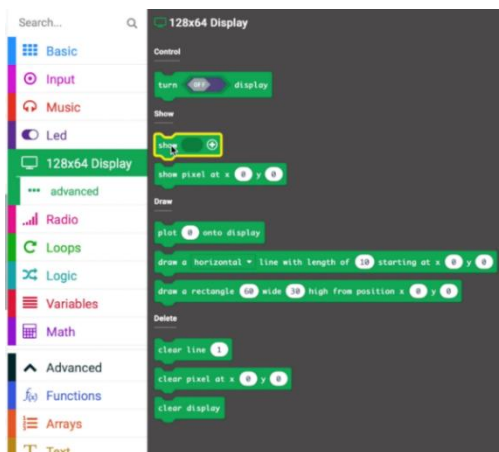 Search...
Basic
Input
Music
Led
128x64 Display
advanced
Radio
Loops
Logic
Variables
Math
Advanced
Functions
Arrays
Text
128x64 Display
Control
turn OFF display
Show
show
show pixel at x 0 y 0
Draw
plot 0 onto display
draw a horizontal line with length of 10 starting at x 0 y 0
draw a rectangle 60 wide 30 high from position x 0 y 0
Delete
clear line 1
clear pixel at x 0 y 0
clear display